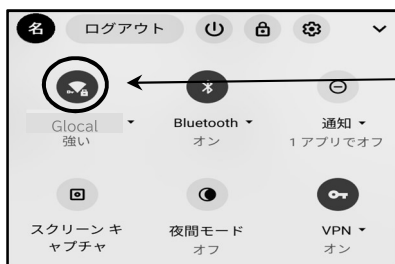 名 ログアウト
Glocal Bluetooth 通知
強い オン 1 アプリでオフ
スクリーン キ 夜間モード VPN
ャプチャ オフ オン